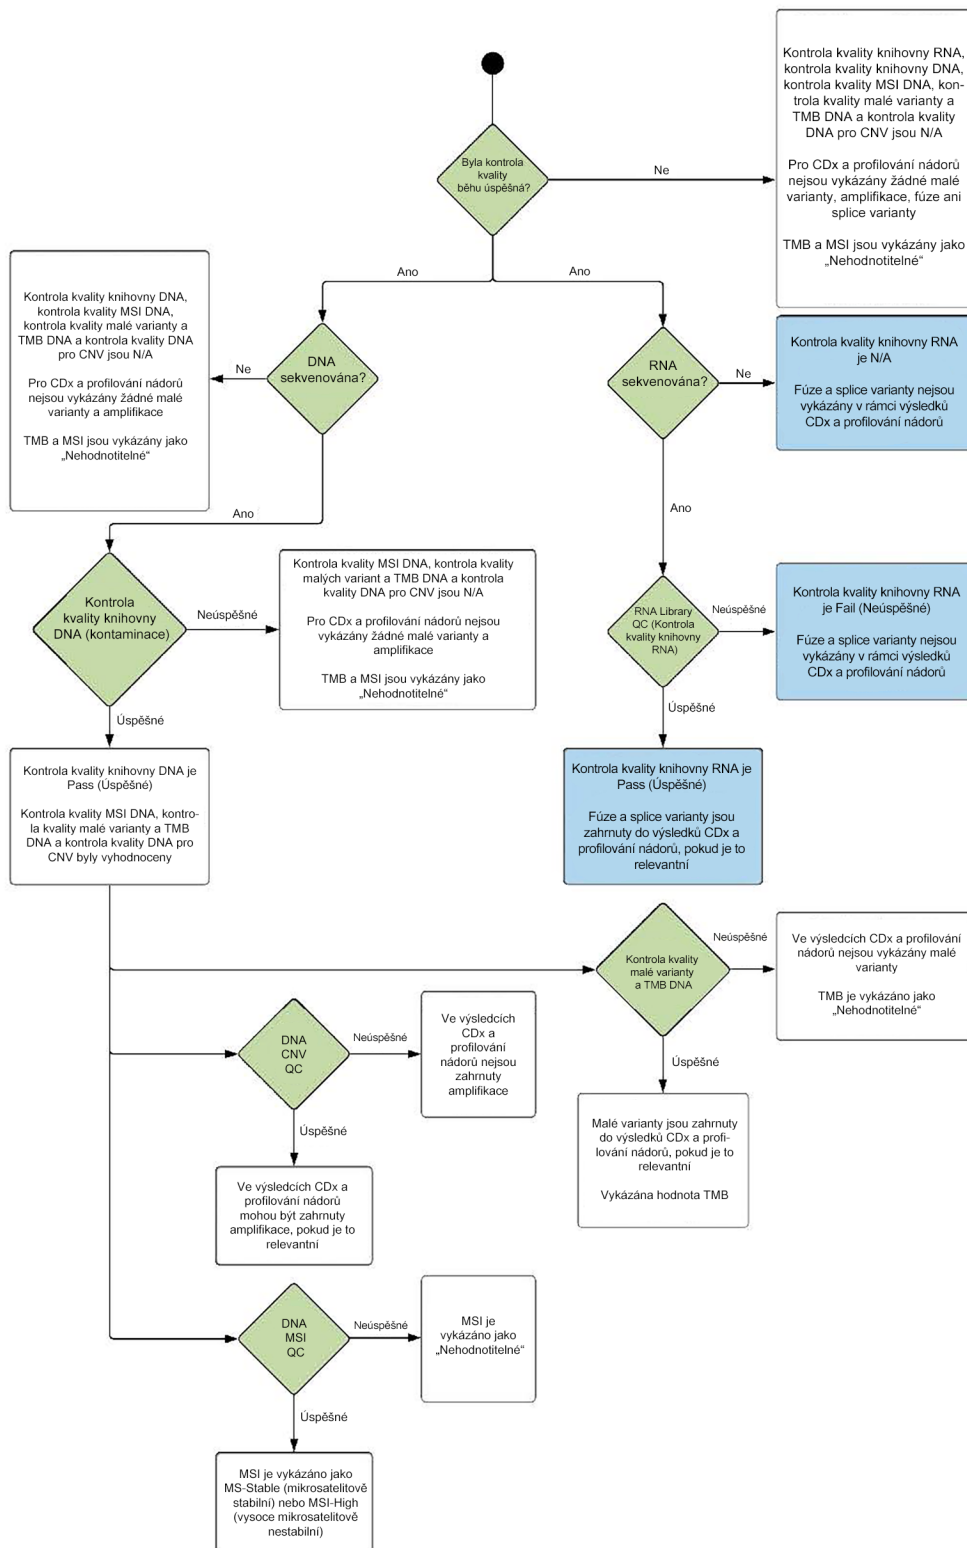 Kontrola kvality knihovny RNA,
kontrola kvality knihovny DNA,
kontrola kvality MSI DNA, kon-
trola kvality malé varianty a
TMB DNA a kontrola kvality
DNA pro CNV jsou N/A
Pro CDx a profilování nádorů
nejsou vykázány žádné malé
varianty, amplifikace, fúze ani
splice varianty
TMB a MSI jsou vykázány jako
„Nehodnotitelné“
Byla kontrola
kvality
běhu úspěšná?
Ne
Ano
Ano
Kontrola kvality knihovny DNA,
kontrola kvality MSI DNA,
kontrola kvality malé varianty a
TMB DNA a kontrola kvality DNA
pro CNV jsou N/A
Pro CDx a profilování nádorů
nejsou vykázány žádné malé
varianty a amplifikace
TMB a MSI jsou vykázány jako
„Nehodnotitelné“
Ne
DNA
sekvenována?
RNA
sekvenována?
Ne
Kontrola kvality knihovny RNA
je N/A
Fúze a splice varianty nejsou
vykázány v rámci výsledků
CDx a profilování nádorů
Ano
Ano
Kontrola
kvality knihovny
DNA (kontaminace)
Neúspěšné
Kontrola kvality MSI DNA, kontrola kvality
malých variant a TMB DNA a kontrola
kvality DNA pro CNV jsou N/A
Pro CDx a profilování nádorů nejsou
vykázány žádné malé varianty a
amplifikace
TMB a MSI jsou vykázány jako
„Nehodnotitelné“
RNA Library
QC (Kontrola
kvality knihovny
RNA)
Neúspěšné
Kontrola kvality knihovny RNA
je Fail (Neúspěšné)
Fúze a splice varianty nejsou
vykázány v rámci výsledků
CDx a profilování nádorů
Úspěšné
Úspěšné
Kontrola kvality knihovny DNA je
Pass (Úspěšné)
Kontrola kvality MSI DNA, kontro-
la kvality malé varianty a TMB
DNA a kontrola kvality DNA pro
CNV byly vyhodnoceny
Kontrola kvality knihovny RNA je
Pass (Úspěšné)
Fúze a splice varianty jsou
zahrnuty do výsledků CDx a
profilování nádorů, pokud je to
relevantní
Kontrola kvality
malé varianty
a TMB DNA
Neúspěšné
Ve výsledcích CDx a profilování
nádorů nejsou vykázány malé
varianty
TMB je vykázáno jako
„Nehodnotitelné“
DNA
CNV
QC
Neúspěšné
Ve výsledcích
CDx a
profilování
nádorů nejsou
zahrnuty
amplifikace
Úspěšné
Malé varianty jsou zahrnuty
do výsledků CDx a profi-
lování nádorů, pokud je to
relevantní
Vykázána hodnota TMB
Úspěšné
Ve výsledcích CDx a
profilování nádorů
mohou být zahrnuty
amplifikace, pokud je to
relevantní
DNA
MSI
QC
Neúspěšné
MSI je
vykázáno jako
„Nehodnotitelné“
Úspěšné
MSI je vykázáno jako
MS-Stable (mikrosatelitově
stabilní) nebo MSI-High
(vysoce mikrosatelitově
nestabilní)